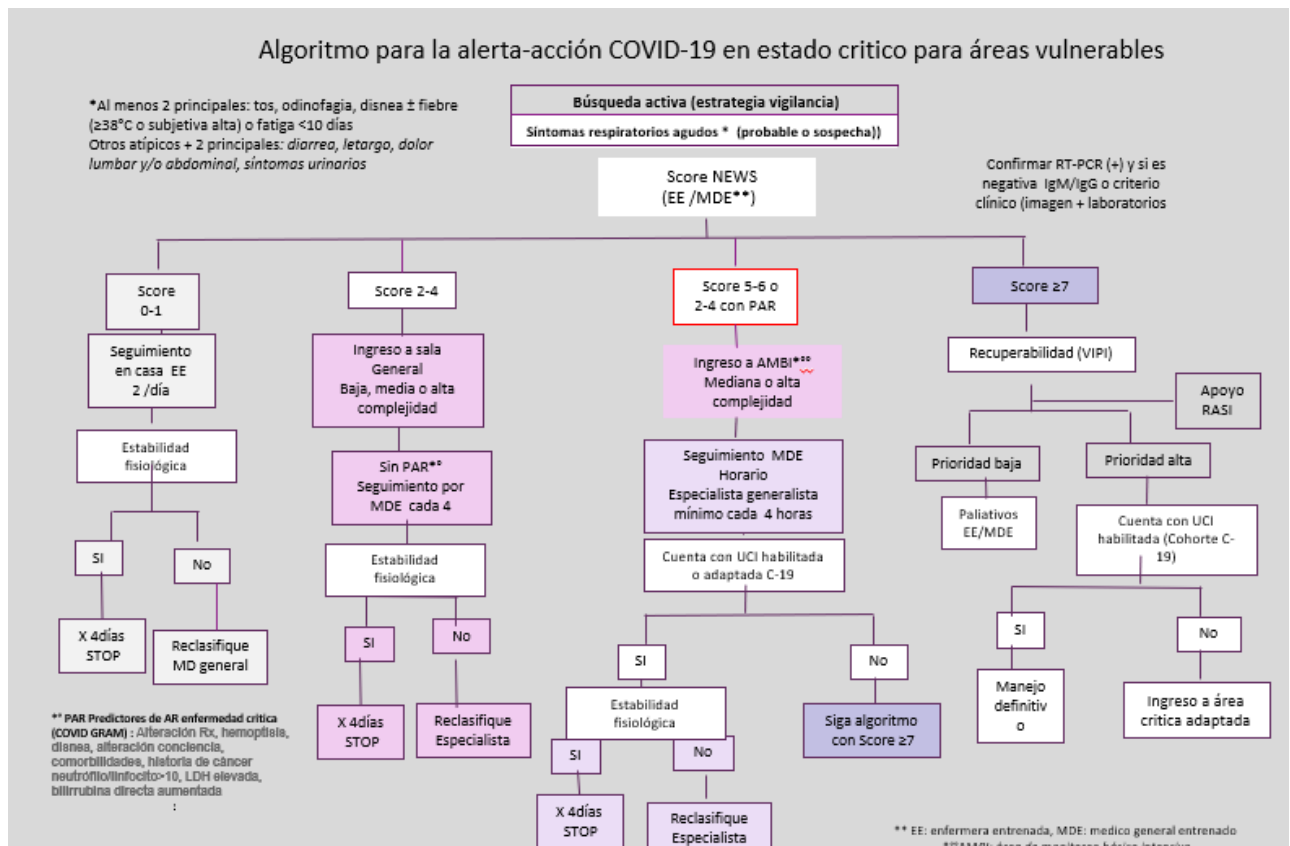 Algoritmo para la alerta-acción COVID-19 en estado critico para áreas vulnerables
*Al menos 2 principales: tos, odinofagia, disnea ± fiebre
(≥38°C o subjetiva alta) o fatiga <10 días
Otros atípicos + 2 principales: diarrea, letargo, dolor
lumbar y/o abdominal, síntomas urinarios
Búsqueda activa (estrategia vigilancia)
Síntomas respiratorios agudos * (probable o sospecha))
Score NEWS
(EE /MDE**)
Confirmar RT-PCR (+) y si es
negativa IgM/IgG o criterio
clínico (imagen + laboratorios
Score
0-1
Seguimiento
en casa EE
2 /día
Estabilidad
fisiológica
SI
No
X 4días
STOP
Reclasifique
MD general
Score 2-4
Ingreso a sala
General
Baja, media o alta
complejidad
Sin PAR*°
Seguimiento por
MDE cada 4
Estabilidad
fisiológica
SI
No
X 4días
STOP
Reclasifique
Especialista
Score 5-6 o
2-4 con PAR
Ingreso a AMBI*°°
Mediana o alta
complejidad
Seguimiento MDE
Horario
Especialista generalista
mínimo cada 4 horas
Cuenta con UCI habilitada
o adaptada C-19
SI
No
Estabilidad
fisiológica
Siga algoritmo
con Score ≥7
SI
No
X 4días
STOP
Reclasifique
Especialista
Score ≥7
Recuperabilidad (VIPI)
Apoyo
RASI
Prioridad baja
Prioridad alta
Paliativos
EE/MDE
Cuenta con UCI
habilitada (Cohorte C-
19)
SI
No
Manejo
definitiv
o
Ingreso a área
critica adaptada
*° PAR Predictores de AR enfermedad critica
(COVID GRAM) : Alteración Rx, hemoptisis,
disnea, alteración conciencia,
comorbilidades, historia de cáncer
neutrófilo/linfocito>10, LDH elevada,
bilirrubina directa aumentada
:
** EE: enfermera entrenada, MDE: medico general entrenado